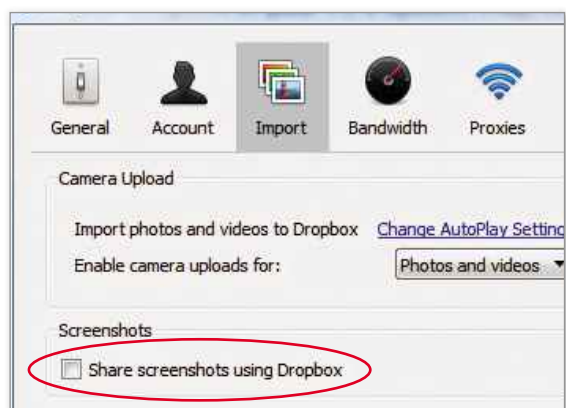 General Account Import Bandwidth Proxies
Camera Upload
Import photos and videos to Dropbox Change AutoPlay Setting
Enable camera uploads for: Photos and videos
Screenshots
Share screenshots using Dropbox